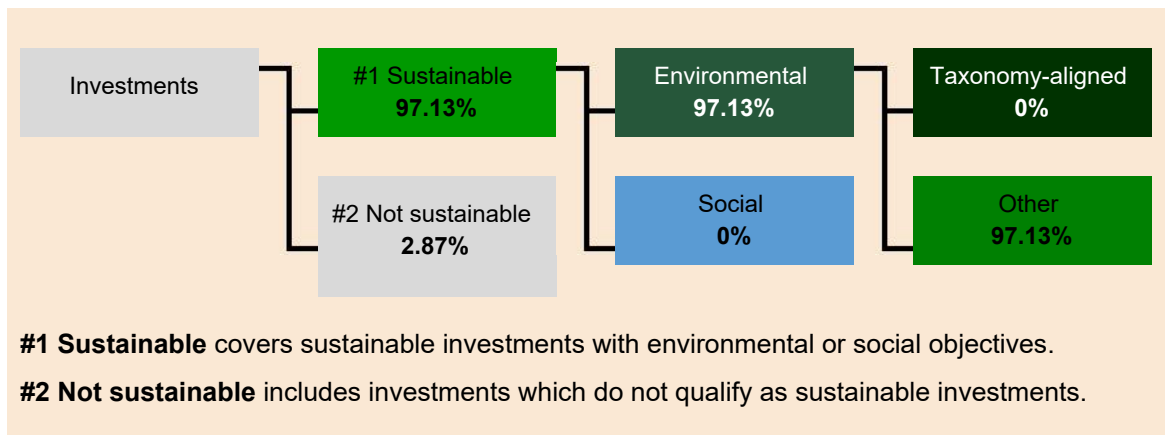 Investments
#1 Sustainable
97.13%
Environmental
97.13%
Taxonomy-aligned
0%
#2 Not sustainable
2.87%
Social
0%
Other
97.13%
#1 Sustainable covers sustainable investments with environmental or social objectives.
#2 Not sustainable includes investments which do not qualify as sustainable investments.